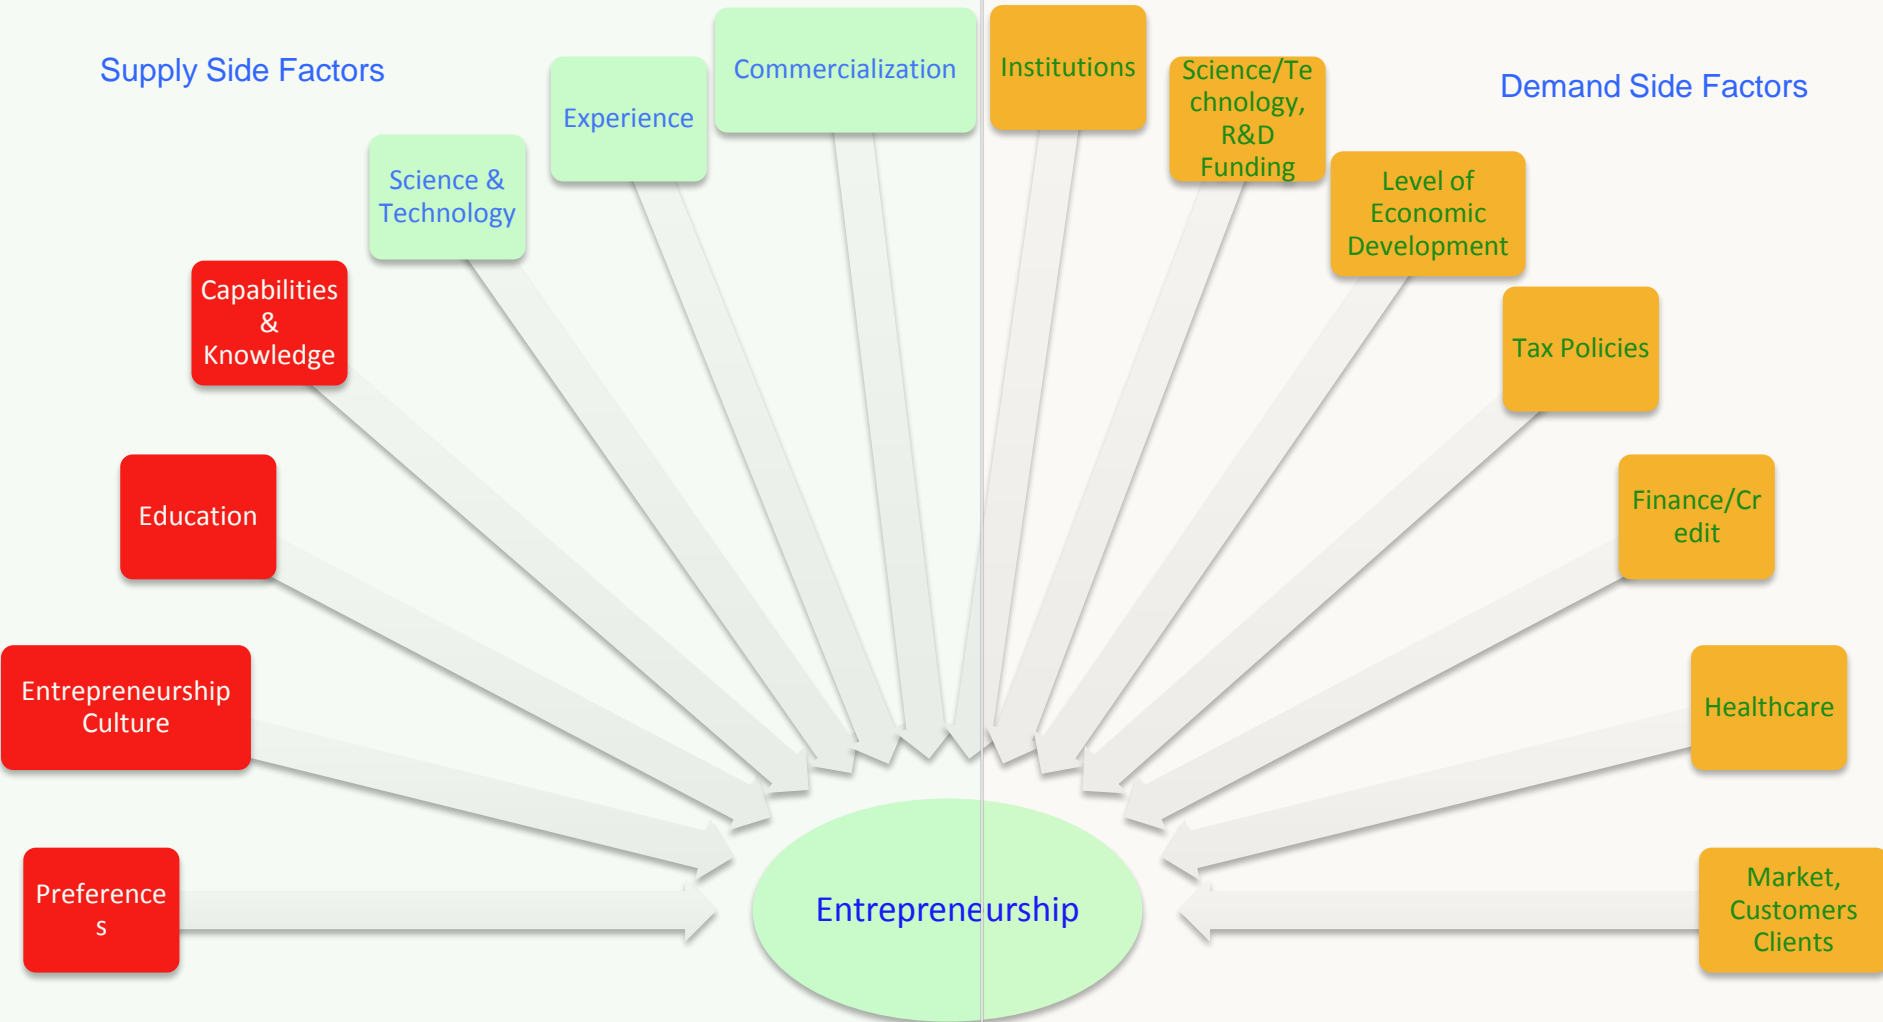 Supply Side Factors
Demand Side Factors
Commercialization
Institutions
Experience
Science/Te
chnology,
R&D
Funding
Science &
Technology
Level of
Economic
Development
Capabilities
&
Knowledge
Tax Policies
Education
Finance/Cr
edit
Entrepreneurship
Culture
Healthcare
Preference
s
Entrepreneurship
Market,
Customers
Clients